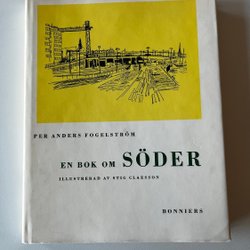 PER ANDERS FOGELSTRÖM
EN BOK OM SÖDER
ILLUSTRERAD AV STIG CLAESSON
BONNIERS